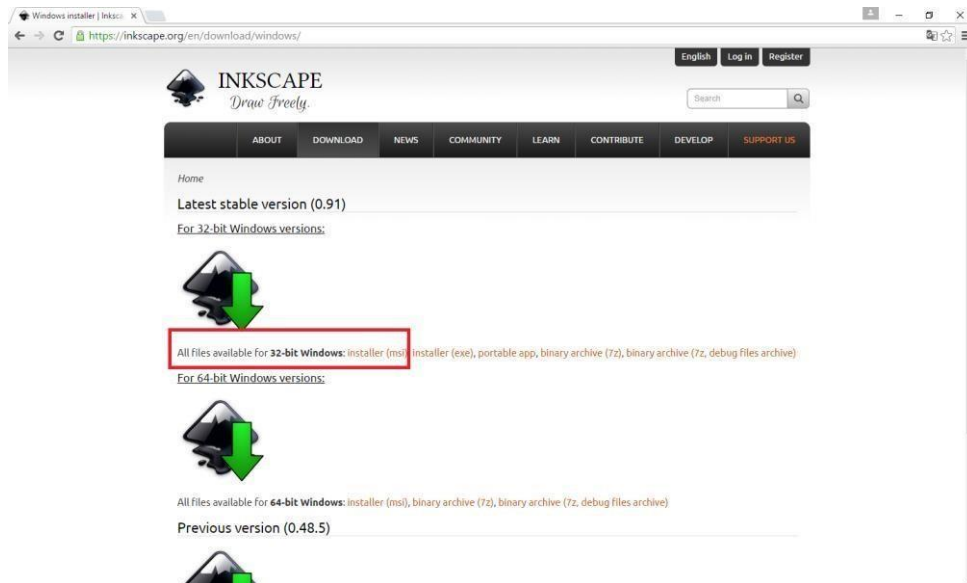 Windows installer | Inksc
https://inkscape.org/en/download/windows/
English Log in Register
INKSCAPE
Draw Freely.
Search
ABOUT DOWNLOAD NEWS COMMUNITY LEARN CONTRIBUTE DEVELOP SUPPORT US
Home
Latest stable version (0.91)
For 32-bit Windows versions:
All files available for 32-bit Windows: installer (msi), installer (exe), portable app, binary archive (7z), binary archive (7z, debug files archive)
For 64-bit Windows versions:
All files available for 64-bit Windows: installer (msi), binary archive (7z), binary archive (7z, debug files archive)
Previous version (0.48.5)